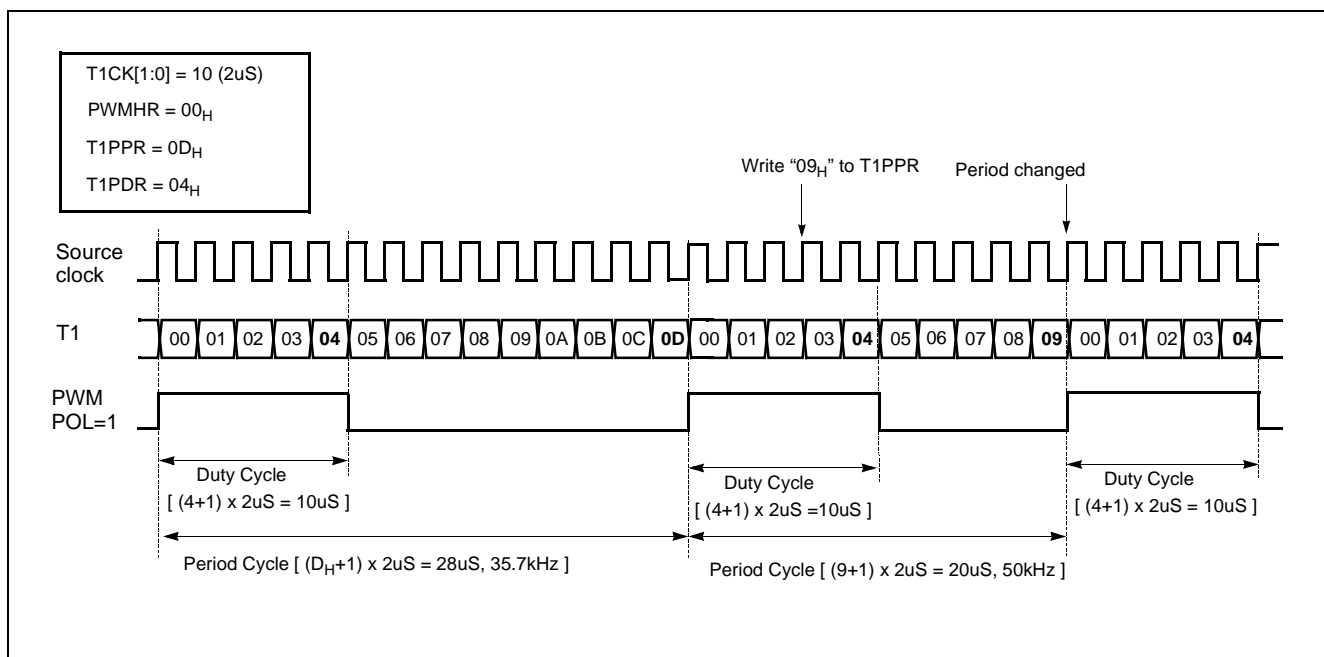 T1CK[1:0] = 10 (2uS)
PWMHR = 00H
T1PPR = 0DH
T1PDR = 04H
Write “09H” to T1PPR
Period changed
Source
clock
T1
00 01 02 03 04 05 06 07 08 09 0A 0B 0C 0D 00 01 02 03 04 05 06 07 08 09 00 01 02 03 04
PWM
POL=1
Duty Cycle
[ (4+1) x 2uS = 10uS ]
Duty Cycle
[ (4+1) x 2uS =10uS ]
Duty Cycle
[ (4+1) x 2uS = 10uS ]
Period Cycle [ (DH+1) x 2uS = 28uS, 35.7kHz ]
Period Cycle [ (9+1) x 2uS = 20uS, 50kHz ]